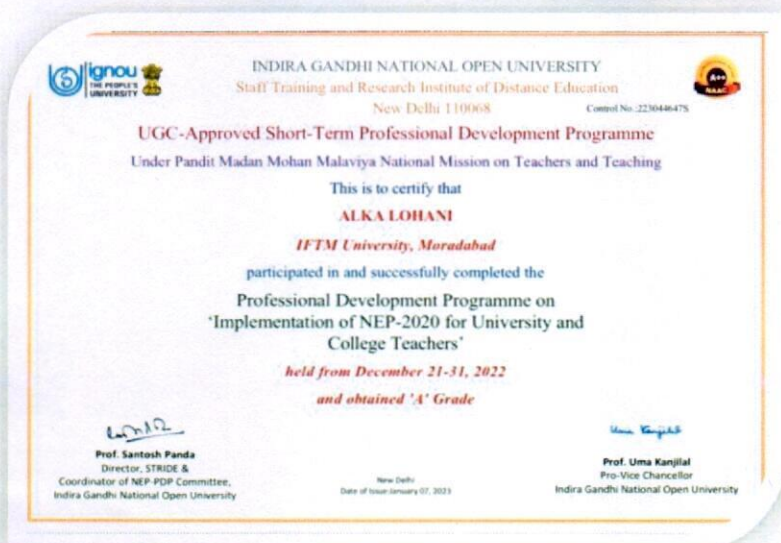 ignou
THE PEOPLE'S
UNIVERSITY
INDIRA GANDHI NATIONAL OPEN UNIVERSITY
Staff Training and Research Institute of Distance Education
New Delhi 110068
Control No.:223044647S
A++
NAAC
UGC-Approved Short-Term Professional Development Programme
Under Pandit Madan Mohan Malaviya National Mission on Teachers and Teaching
This is to certify that
ALKA LOHANI
IFTM University, Moradabad
participated in and successfully completed the
Professional Development Programme on
‘Implementation of NEP-2020 for University and
College Teachers’
held from December 21-31, 2022
and obtained 'A' Grade
Prof. Santosh Panda
Director, STRIDE &
Coordinator of NEP-PDP Committee,
Indira Gandhi National Open University
New Delhi
Date of Issue-January 07, 2023
Uma Kanjilal
Prof. Uma Kanjilal
Pro-Vice Chancellor
Indira Gandhi National Open University